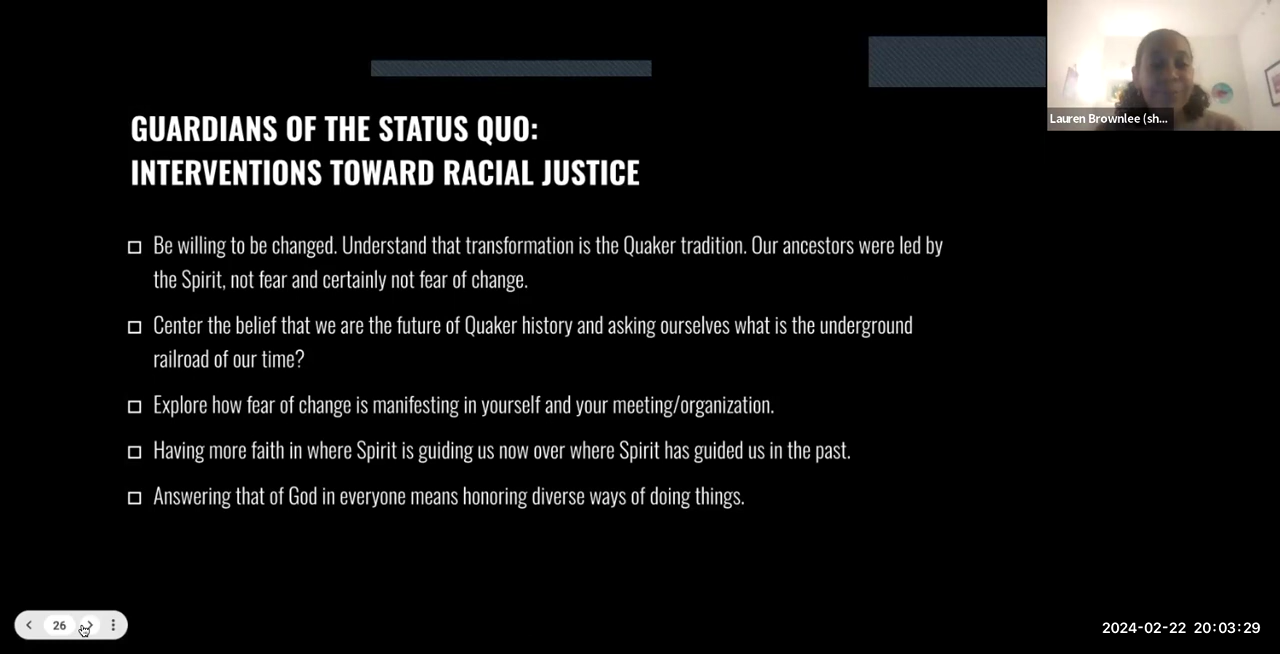 Lauren Brownlee (sh...
GUARDIANS OF THE STATUS QUO:
INTERVENTIONS TOWARD RACIAL JUSTICE
Be willing to be changed. Understand that transformation is the Quaker tradition. Our ancestors were led by
the Spirit, not fear and certainly not fear of change.
Center the belief that we are the future of Quaker history and asking ourselves what is the underground
railroad of our time?
Explore how fear of change is manifesting in yourself and your meeting/organization.
Having more faith in where Spirit is guiding us now over where Spirit has guided us in the past.
Answering that of God in everyone means honoring diverse ways of doing things.
26
2024-02-22 20:03:29